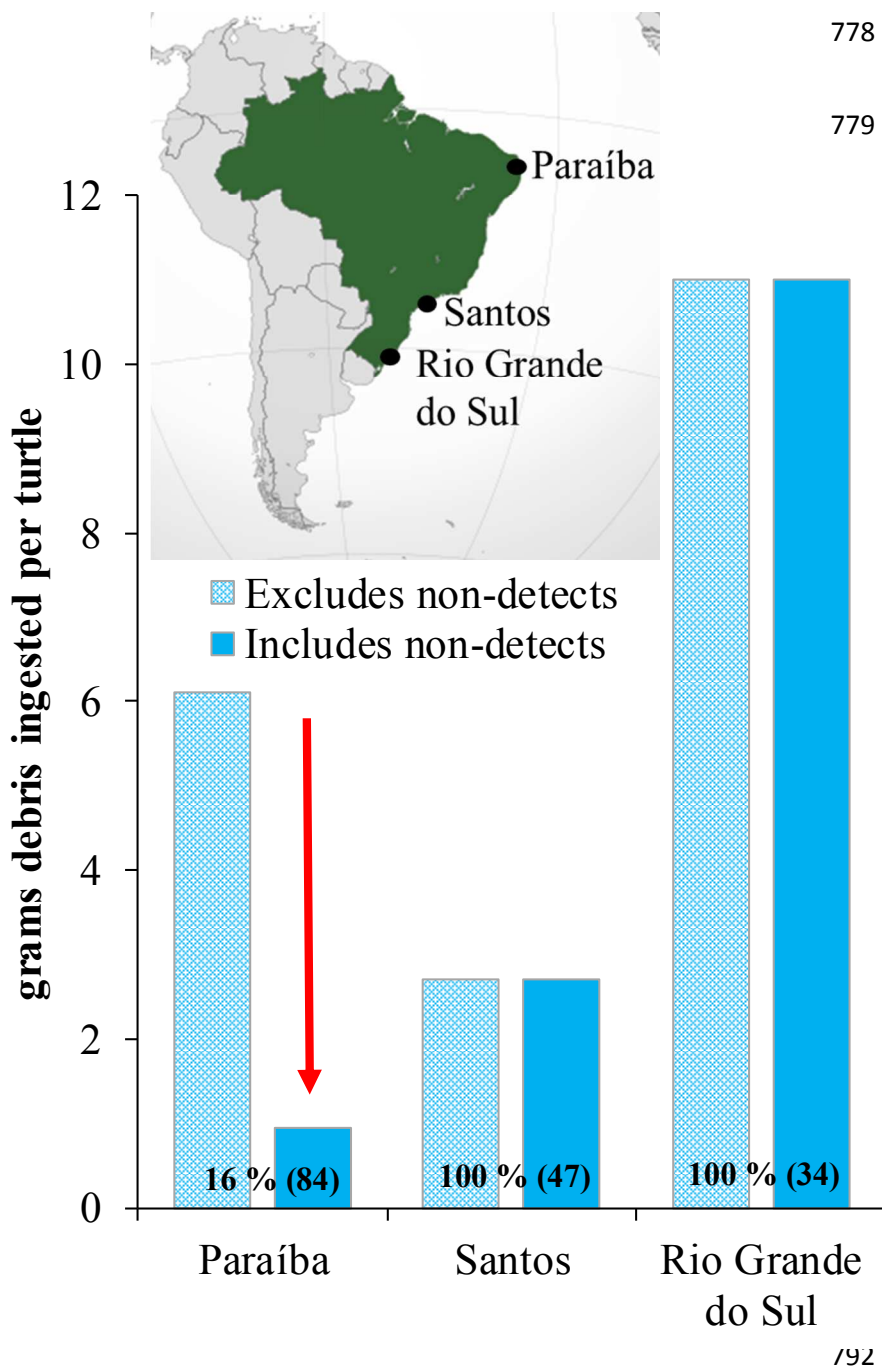 778
779
Paraíba
Santos
Rio Grande
do Sul
12
10
8
6
4
2
0
grams debris ingested per turtle
Excludes non-detects
Includes non-detects
16 % (84)
100 % (47)
100 % (34)
Paraíba
Santos
Rio Grande
do Sul
792